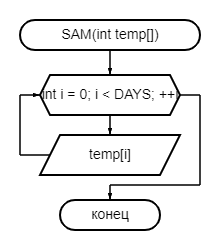 SAM(int temp[])
int i = 0; i < DAYS; ++
temp[i]
конец